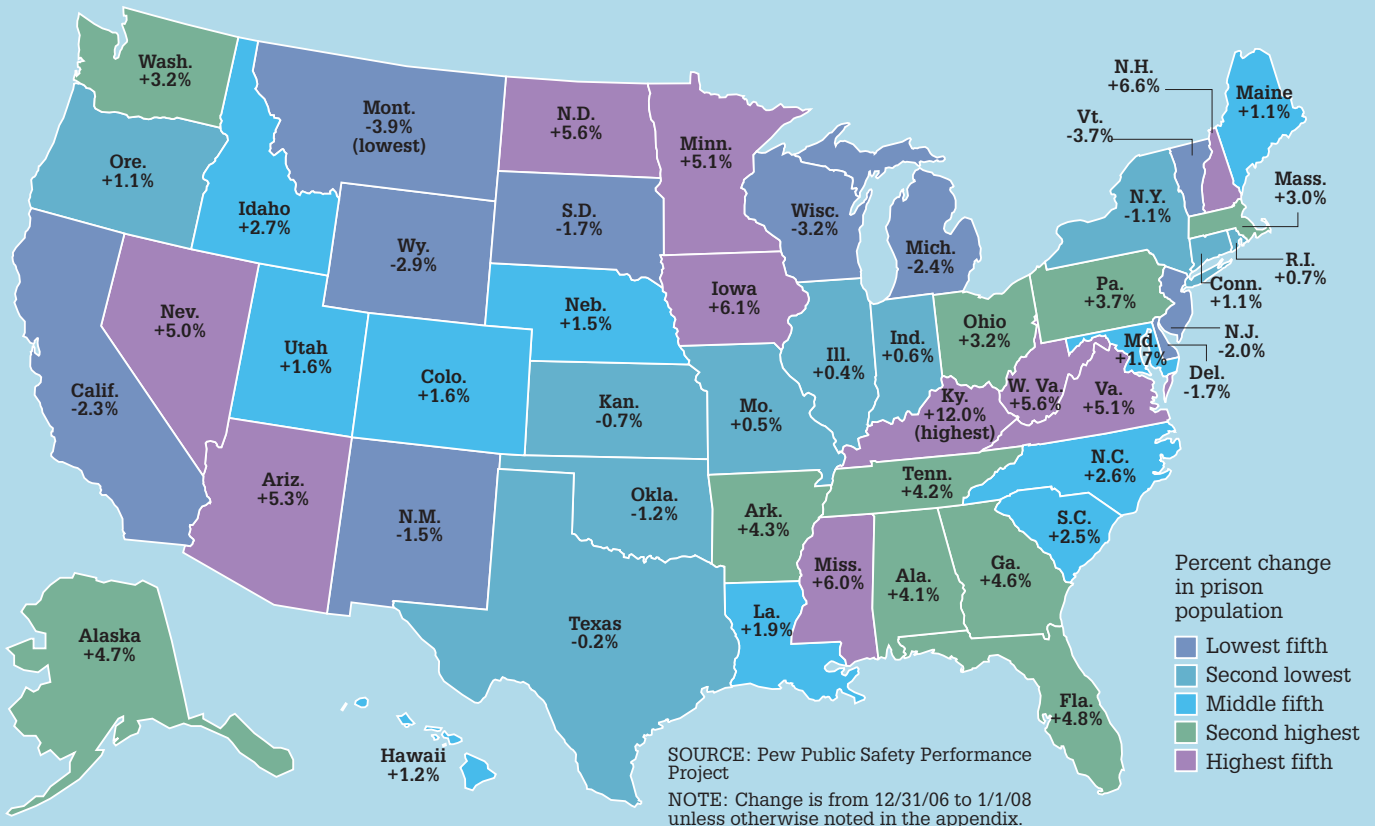 Wash.
+3.2%
Ore.
+1.1%
Calif.
-2.3%
Nev.
+5.0%
Idaho
+2.7%
Mont.
-3.9%
(lowest)
Wy.
-2.9%
Utah
+1.6%
Ariz.
+5.3%
Colo.
+1.6%
N.M.
-1.5%
N.D.
+5.6%
S.D.
-1.7%
Neb.
+1.5%
Kan.
-0.7%
Okla.
-1.2%
Texas
-0.2%
Minn.
+5.1%
Iowa
+6.1%
Mo.
+0.5%
Ark.
+4.3%
La.
+1.9%
Wisc.
-3.2%
Ill.
+0.4%
Mich.
-2.4%
Ind.
+0.6%
Ohio
+3.2%
Ky.
+12.0%
(highest)
Tenn.
+4.2%
Miss.
+6.0%
Ala.
+4.1%
Ga.
+4.6%
Fla.
+4.8%
S.C.
+2.5%
N.C.
+2.6%
Va.
+5.1%
W. Va.
+5.6%
Md.
+1.7%
Del.
-1.7%
N.J.
-2.0%
Pa.
+3.7%
N.Y.
-1.1%
Conn.
+1.1%
R.I.
+0.7%
Mass.
+3.0%
Vt.
-3.7%
N.H.
+6.6%
Maine
+1.1%
Alaska
+4.7%
Hawaii
+1.2%
Percent change
in prison
population
Lowest fifth
Second lowest
Middle fifth
Second highest
Highest fifth
SOURCE: Pew Public Safety Performance
Project
NOTE: Change is from 12/31/06 to 1/1/08
unless otherwise noted in the appendix.